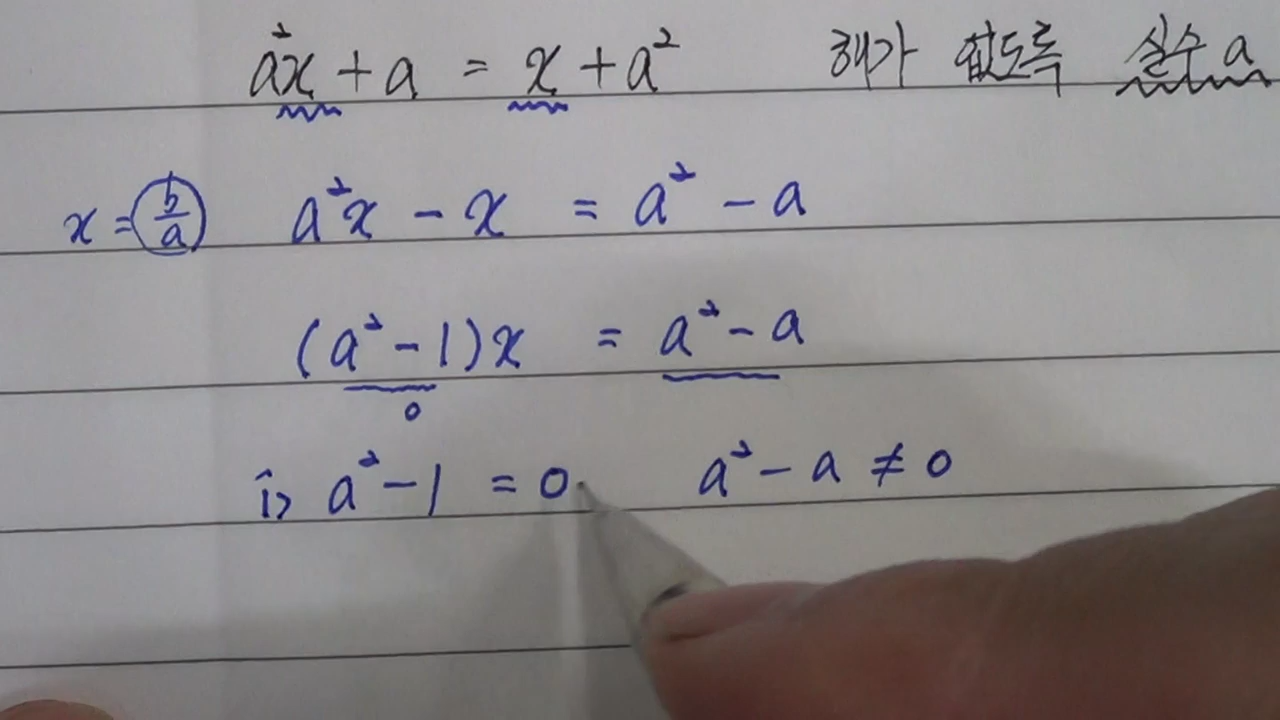 a²x + a = x + a² 해가 없도록 실수 a
x = b/a a²x - x = a² - a
(a² - 1)x = a² - a
0
i) a² - 1 = 0. a² - a ≠ 0